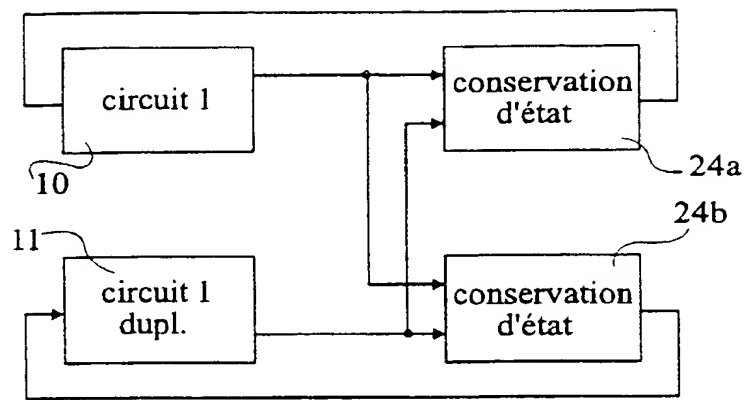 circuit 1
10
conservation
d'état
24a
11
circuit 1
dupl.
24b
conservation
d'état